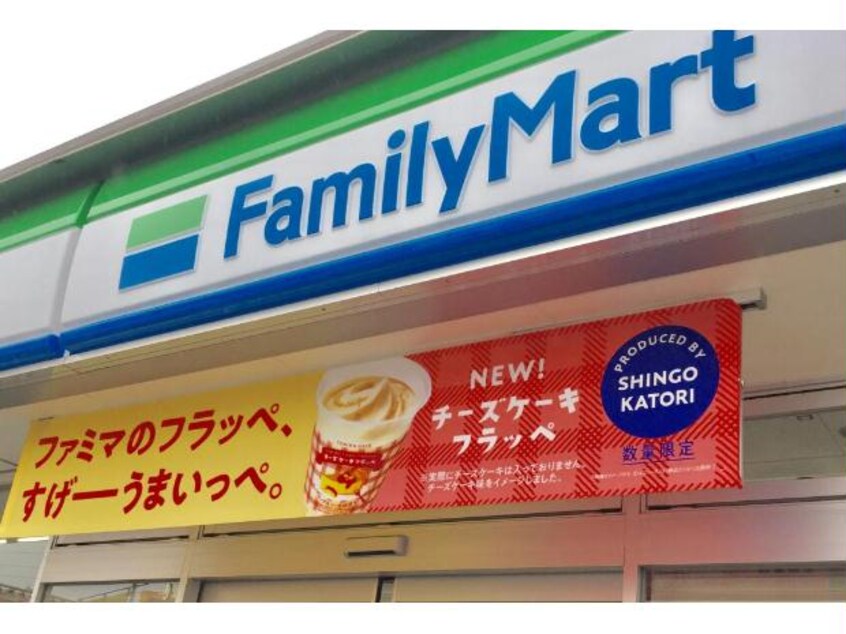 FamilyMart
ファミマのフラッペ、
すげーーうまいっぺ。
NEW!
チーズケーキ
フラッペ
※実際にチーズケーキは入っておりません。
チーズケーキ味をイメージしました。
PRODUCED BY
SHINGO
KATORI
数量限定